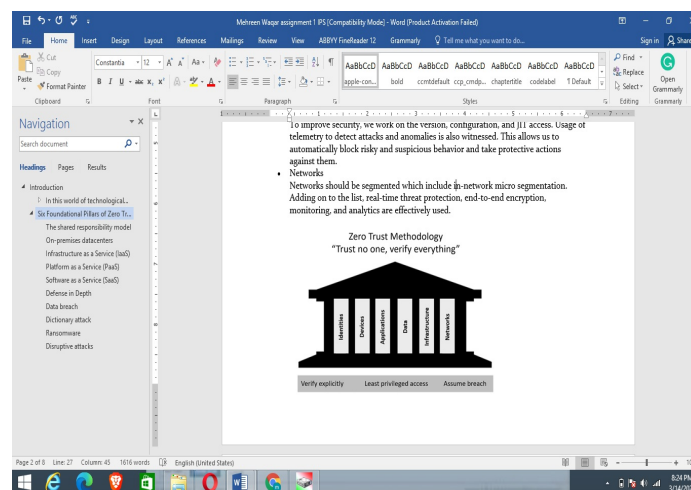 Mehreen Waqar assignment 1 IPS [Compatibility Mode] - Word (Product Activation Failed)
File Home Insert Design Layout References Mailings Review View ABBYY FineReader 12 Grammarly Tell me what you want to do... Sign in Share
Cut
Copy
Format Painter
Paste
Clipboard
Constantia 12
Font
Paragraph
AaBbCcD AaBbCcD AaBbCcD AaBbCcD AaBbCcD AaBbCcD AaBbCcD
apple-con... bold ccmtdefault ccp_cmdp... chaptertitle codelabel ¶ Default
Styles
Find
Replace
Select
Editing
Open
Grammarly
Grammarly
Navigation
Search document
Headings Pages Results
Introduction
In this world of technological...
Six Foundational Pillars of Zero Tr...
The shared responsibility model
On-premises datacenters
Infrastructure as a Service (IaaS)
Platform as a Service (PaaS)
Software as a Service (SaaS)
Defense in Depth
Data breach
Dictionary attack
Ransomware
Disruptive attacks
To improve security, we work on the version, configuration, and JIT access. Usage of
telemetry to detect attacks and anomalies is also witnessed. This allows us to
automatically block risky and suspicious behavior and take protective actions
against them.
• Networks
Networks should be segmented which include in-network micro segmentation.
Adding on to the list, real-time threat protection, end-to-end encryption,
monitoring, and analytics are effectively used.
Zero Trust Methodology
"Trust no one, verify everything"
Identities
Devices
Applications
Data
Infrastructure
Networks
Verify explicitly Least privileged access Assume breach
Page 2 of 8 Line: 27 Column: 45 1616 words English (United States)
8:24 PM